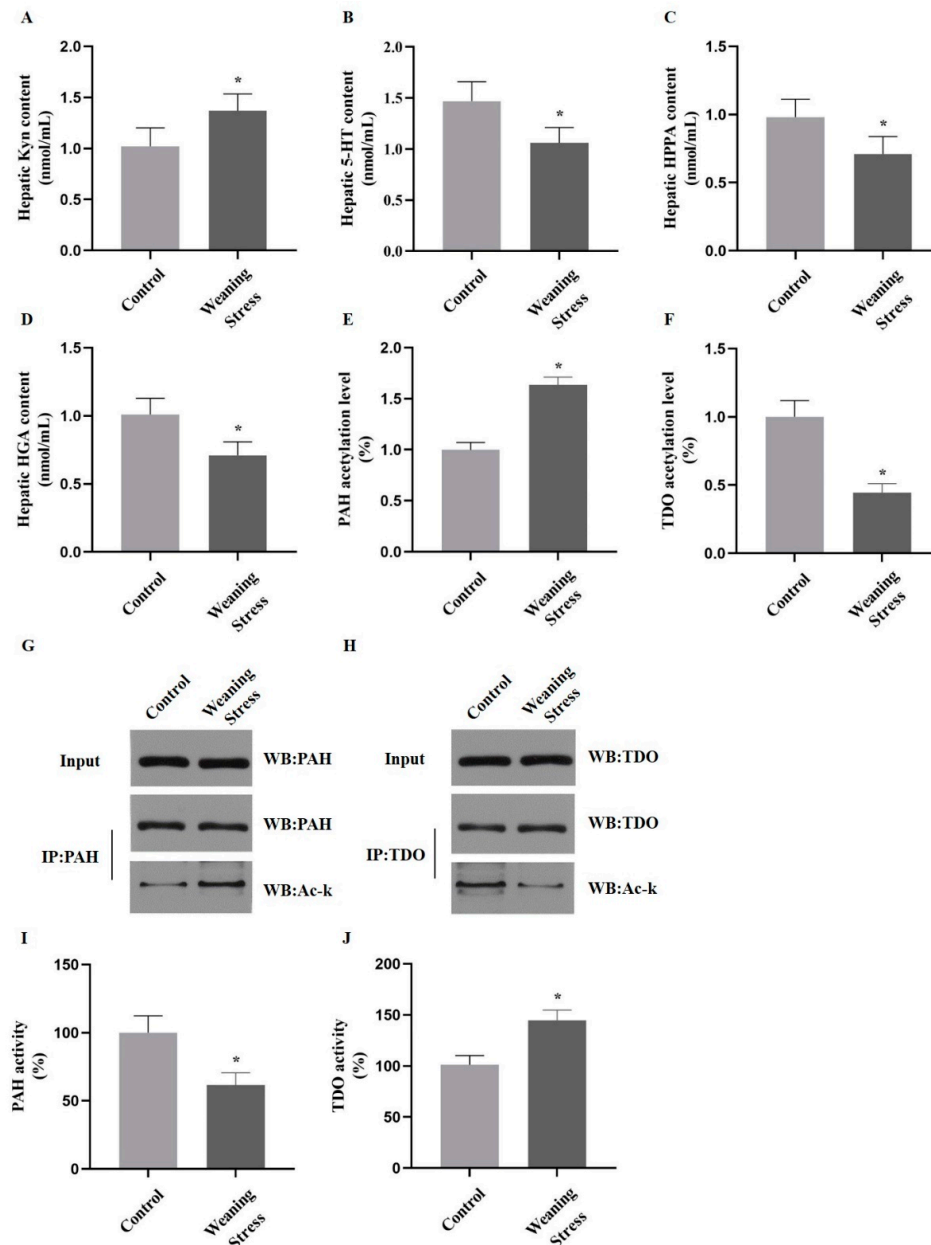 A
Hepatic Kyn content
(nmol/mL)
2.0
1.5
1.0
0.5
0.0
*
Control
Weaning
Stress
B
Hepatic 5-HT content
(nmol/mL)
2.0
1.5
1.0
0.5
0.0
*
Control
Weaning
Stress
C
Hepatic HPPA content
(nmol/mL)
1.5
1.0
0.5
0.0
*
Control
Weaning
Stress
D
Hepatic HGA content
(nmol/mL)
1.5
1.0
0.5
0.0
*
Control
Weaning
Stress
E
PAH acetylation level
(%)
2.0
1.5
1.0
0.5
0.0
*
Control
Weaning
Stress
F
TDO acetylation level
(%)
1.5
1.0
0.5
0.0
*
Control
Weaning
Stress
G
Control
Weaning
Stress
Input
WB:PAH
WB:PAH
IP:PAH
WB:Ac-k
H
Control
Weaning
Stress
Input
WB:TDO
WB:TDO
IP:TDO
WB:Ac-k
I
PAH activity
(%)
150
100
50
0
*
Control
Weaning
Stress
J
TDO activity
(%)
200
150
100
50
0
*
Control
Weaning
Stress